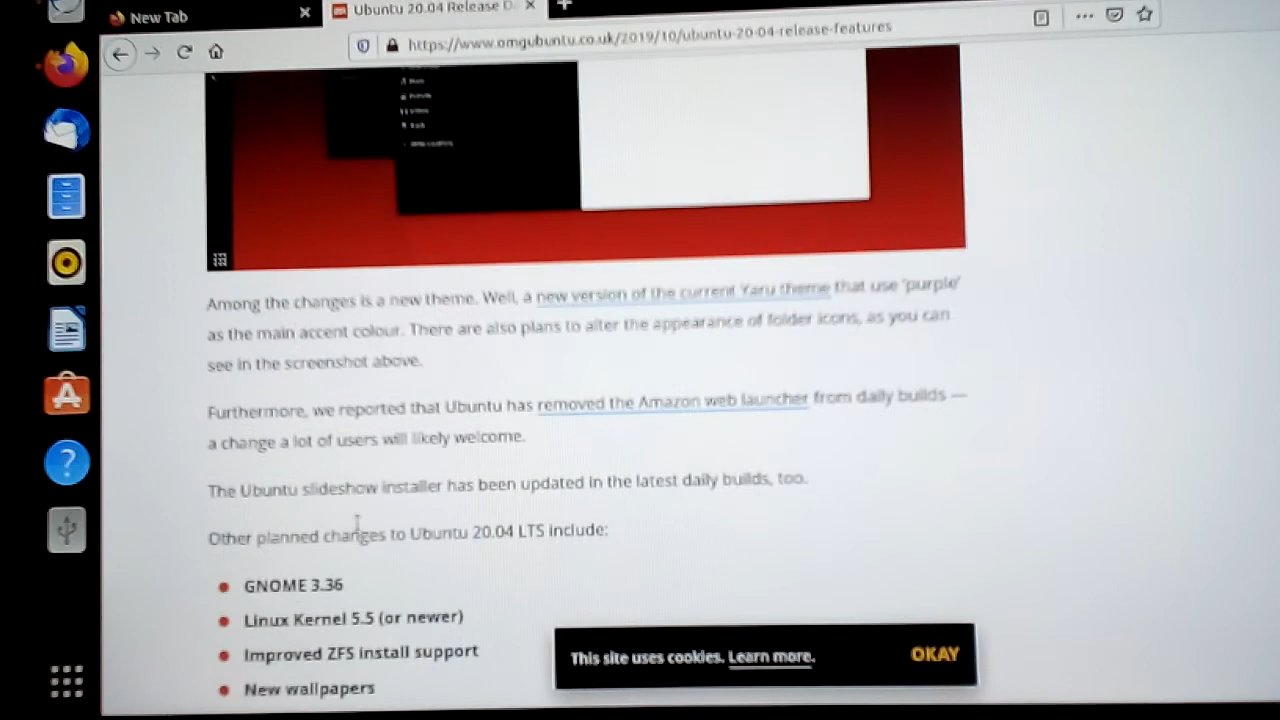 New Tab
Ubuntu 20.04 Release D
https://www.omgubuntu.co.uk/2019/10/ubuntu-20-04-release-features
Among the changes is a new theme. Well, a new version of the current Yaru theme that use 'purple'
as the main accent colour. There are also plans to alter the appearance of folder icons, as you can
see in the screenshot above.
Furthermore, we reported that Ubuntu has removed the Amazon web launcher from daily builds —
a change a lot of users will likely welcome.
The Ubuntu slideshow installer has been updated in the latest daily builds, too.
Other planned changes to Ubuntu 20.04 LTS include:
GNOME 3.36
Linux Kernel 5.5 (or newer)
Improved ZFS install support
New wallpapers
This site uses cookies. Learn more.
OKAY